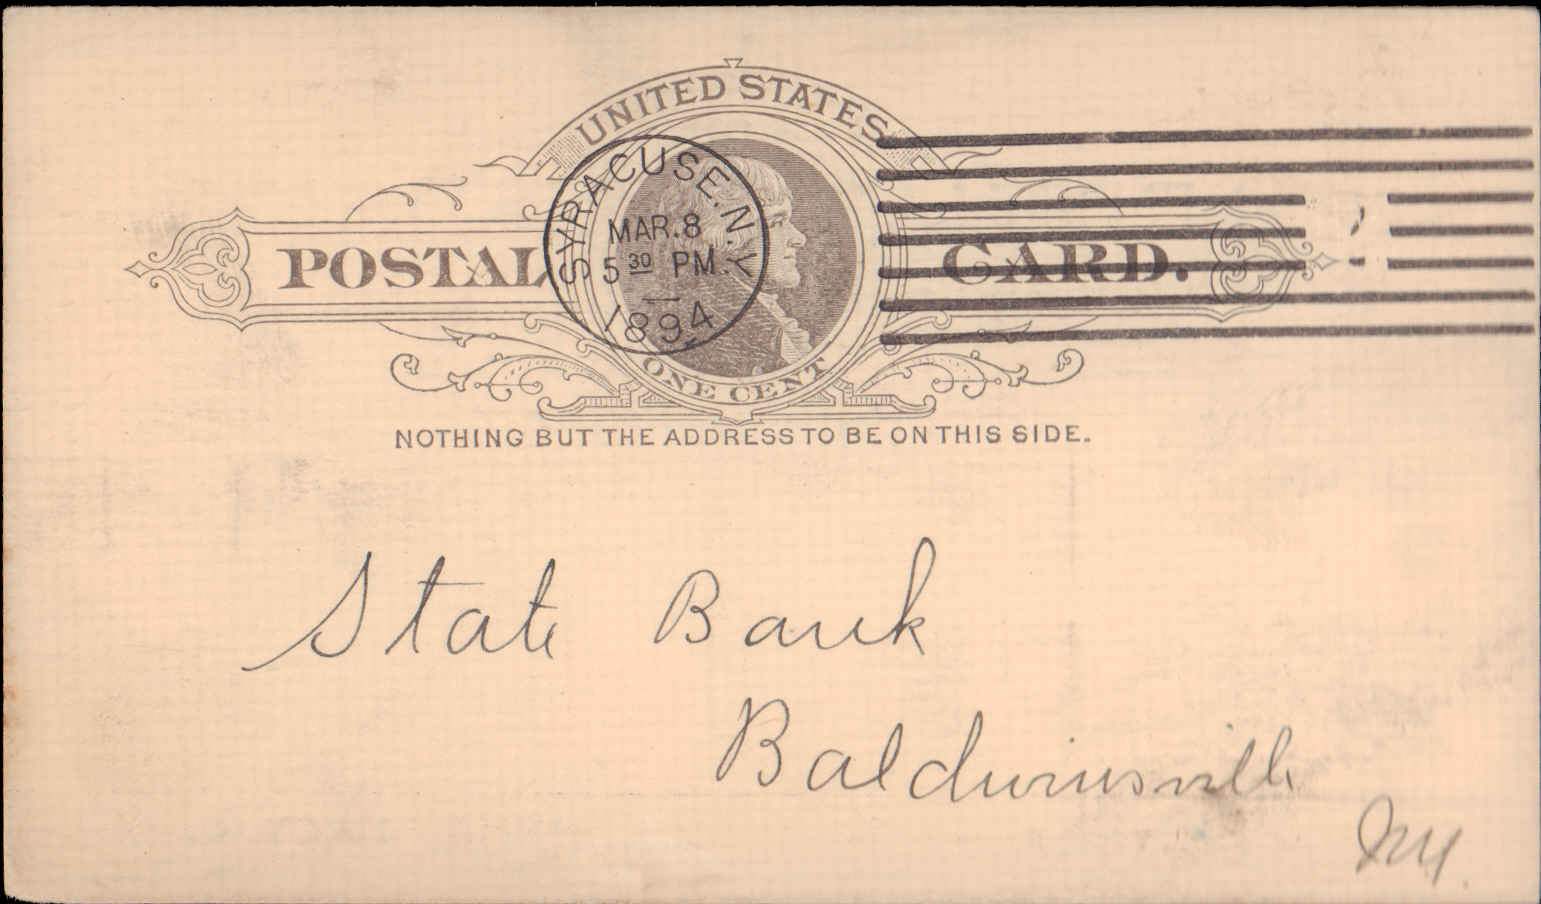 UNITED STATES
POSTAL CARD.
SYRACUSE. N.Y.
MAR. 8
5 30 PM.
1894
ONE CENT
NOTHING BUT THE ADDRESS TO BE ON THIS SIDE.
State Bank
Baldwinsville
NY